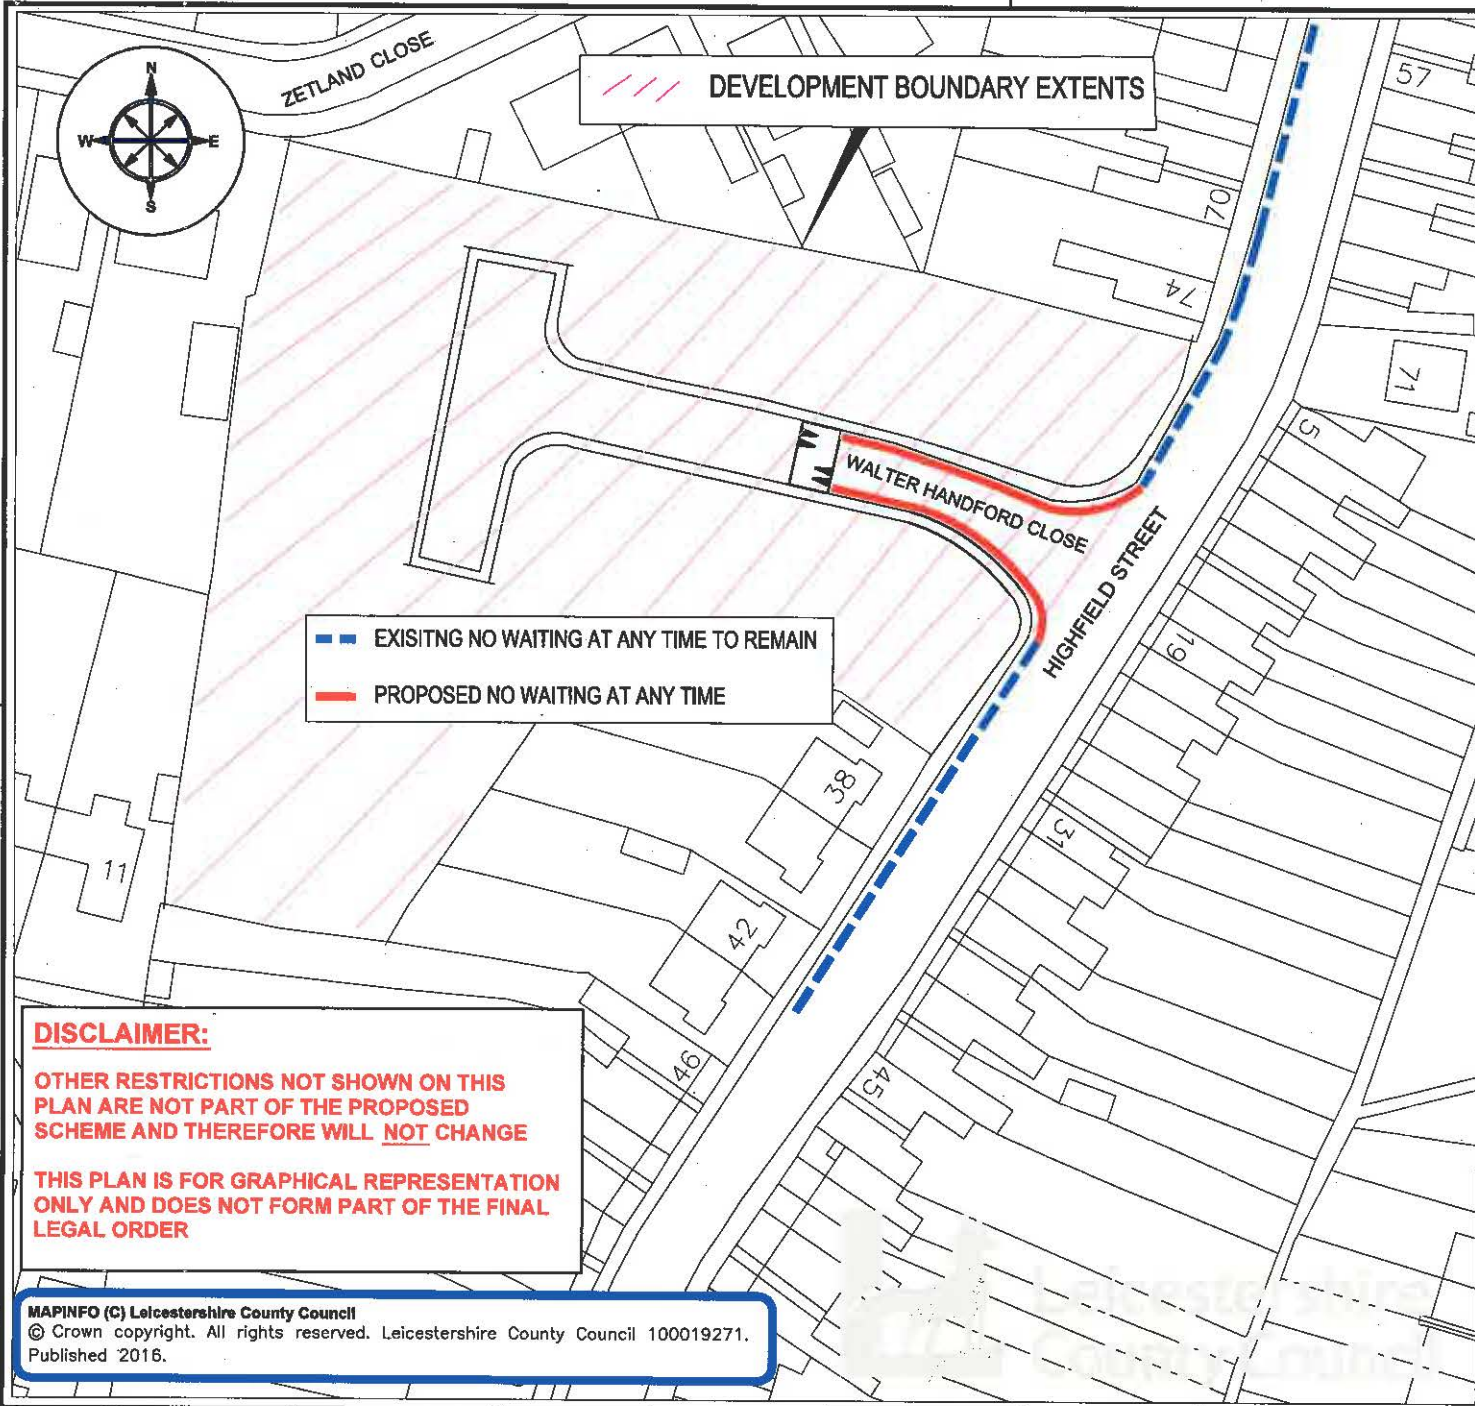 ZETLAND CLOSE
N
W E
S
DEVELOPMENT BOUNDARY EXTENTS
57
70
74
71
5
WALTER HANDFORD CLOSE
HIGHFIELD STREET
19
EXISITNG NO WAITING AT ANY TIME TO REMAIN
PROPOSED NO WAITING AT ANY TIME
38
31
11
42
46
45
DISCLAIMER:
OTHER RESTRICTIONS NOT SHOWN ON THIS
PLAN ARE NOT PART OF THE PROPOSED
SCHEME AND THEREFORE WILL NOT CHANGE
THIS PLAN IS FOR GRAPHICAL REPRESENTATION
ONLY AND DOES NOT FORM PART OF THE FINAL
LEGAL ORDER
MAPINFO (C) Leicestershire County Council
© Crown copyright. All rights reserved. Leicestershire County Council 100019271.
Published 2016.
Leicestershire
County Council